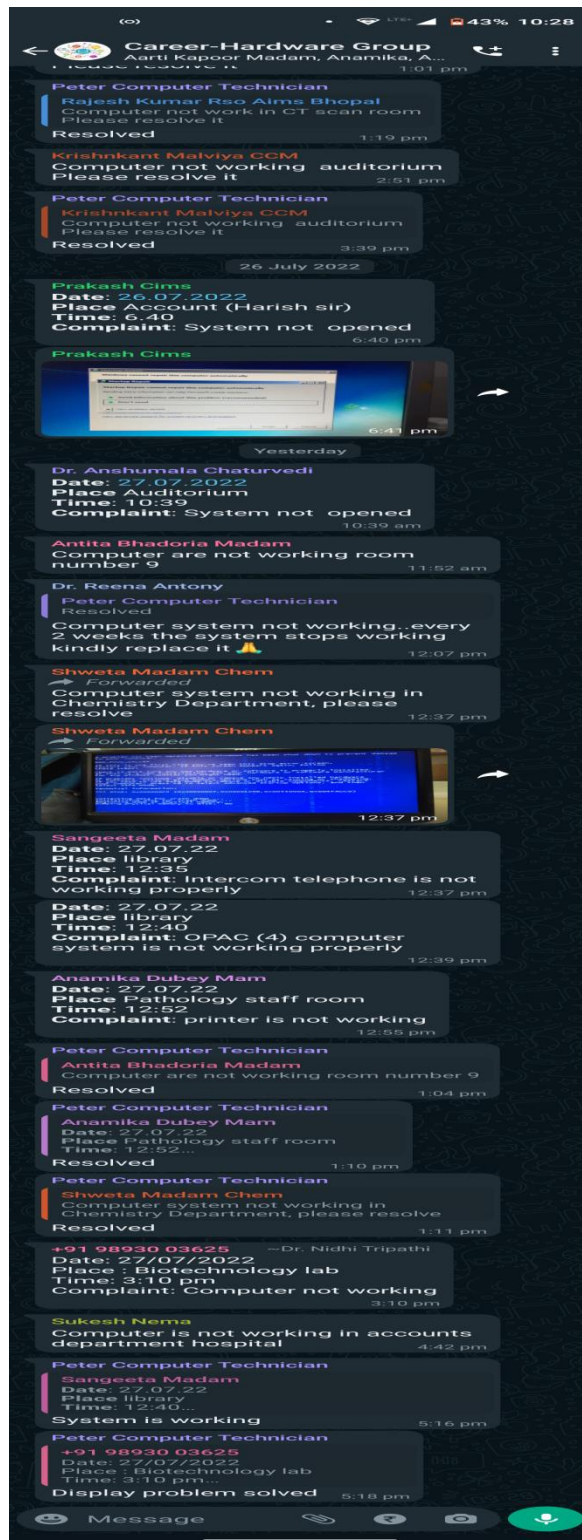 LTE+ 43% 10:28
Career-Hardware Group
Aarti Kapoor Madam, Anamika, A...
Please resolve it
1:01 pm
Peter Computer Technician
Rajesh Kumar Rso Aims Bhopal
Computer not work in CT scan room
Please resolve it
Resolved
1:19 pm
Krishnkant Malviya CCM
Computer not working auditorium
Please resolve it
2:51 pm
Peter Computer Technician
Krishnkant Malviya CCM
Computer not working auditorium
Please resolve it
Resolved
3:39 pm
26 July 2022
Prakash Cims
Date: 26.07.2022
Place Account (Harish sir)
Time: 6.40
Complaint: System not opened
6:40 pm
Prakash Cims
6:41 pm
Yesterday
Dr. Anshumala Chaturvedi
Date: 27.07.2022
Place Auditorium
Time: 10:39
Complaint: System not opened
10:39 am
Antita Bhadoria Madam
Computer are not working room
number 9
11:52 am
Dr. Reena Antony
Peter Computer Technician
Resolved
Computer system not working..every
2 weeks the system stops working
kindly replace it 🙏
12:07 pm
Shweta Madam Chem
Forwarded
Computer system not working in
Chemistry Department, please
resolve
12:37 pm
Shweta Madam Chem
Forwarded
12:37 pm
Sangeeta Madam
Date: 27.07.22
Place library
Time: 12:35
Complaint: Intercom telephone is not
working properly
12:37 pm
Date: 27.07.22
Place library
Time: 12:40
Complaint: OPAC (4) computer
system is not working properly
12:39 pm
Anamika Dubey Mam
Date: 27.07.22
Place Pathology staff room
Time: 12:52
Complaint: printer is not working
12:55 pm
Peter Computer Technician
Antita Bhadoria Madam
Computer are not working room number 9
Resolved
1:04 pm
Peter Computer Technician
Anamika Dubey Mam
Date: 27.07.22
Place Pathology staff room
Time: 12:52...
Resolved
1:10 pm
Peter Computer Technician
Shweta Madam Chem
Computer system not working in
Chemistry Department, please resolve
Resolved
1:11 pm
+91 98930 03625 ~Dr. Nidhi Tripathi
Date: 27/07/2022
Place : Biotechnology lab
Time: 3:10 pm
Complaint: Computer not working
3:10 pm
Sukesh Nema
Computer is not working in accounts
department hospital
4:42 pm
Peter Computer Technician
Sangeeta Madam
Date: 27.07.22
Place library
Time: 12:40...
System is working
5:16 pm
Peter Computer Technician
+91 98930 03625
Date: 27/07/2022
Place : Biotechnology lab
Time: 3:10 pm...
Display problem solved
5:18 pm
Message